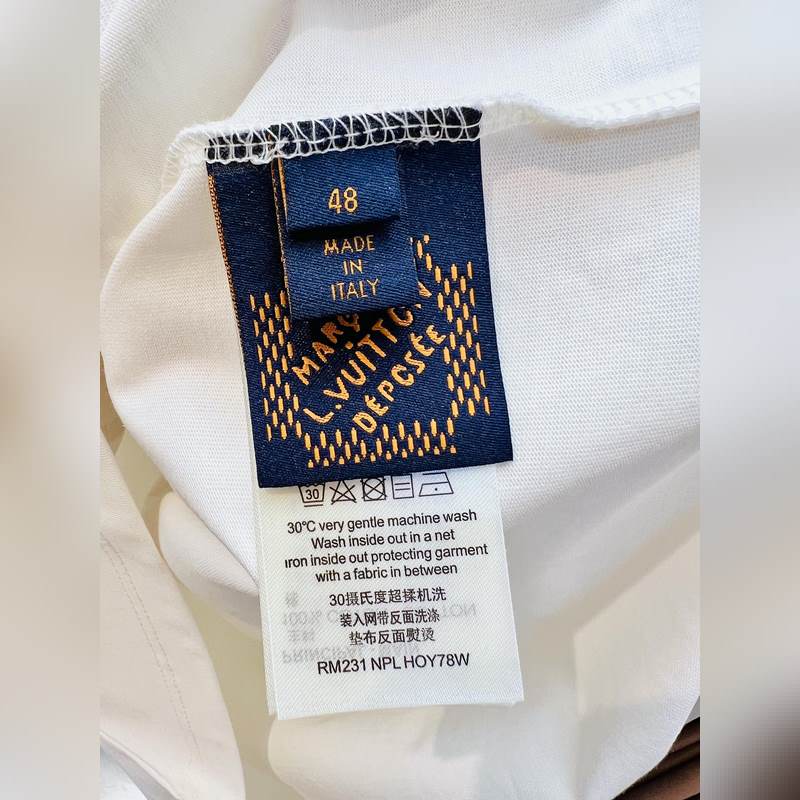 48
MADE
IN
ITALY
L.VUITTON
DÉPOSÉE
30
30℃ very gentle machine wash
Wash inside out in a net
iron inside out protecting garment
with a fabric in between
30摄氏度超揉机洗
装入网带反面洗涤
垫布反面熨烫
RM231 NPL HOY78W